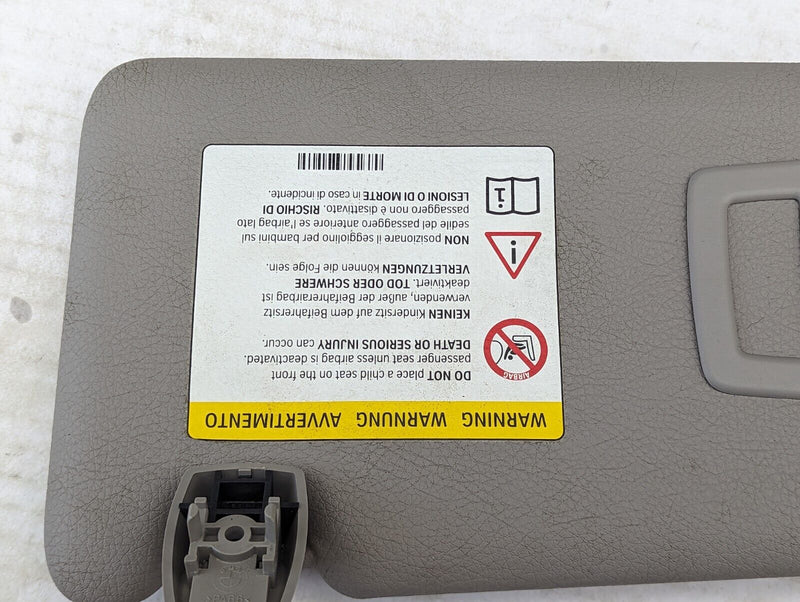 WARNING WARNUNG AVVERTIMENTO
AIRBAG
DO NOT place a child seat on the front
passenger seat unless airbag is deactivated.
DEATH OR SERIOUS INJURY can occur.
KEINEN Kindersitz auf dem Beifahrersitz
verwenden, außer der Beifahrerairbag ist
deaktiviert. TOD ODER SCHWERE
VERLETZUNGEN können die Folge sein.
NON posizionare il seggiolino per bambini sul
sedile del passaggero anteriore se l'airbag lato
passaggero non è disattivato. RISCHIO DI
LESIONI O DI MORTE in caso di incidente.